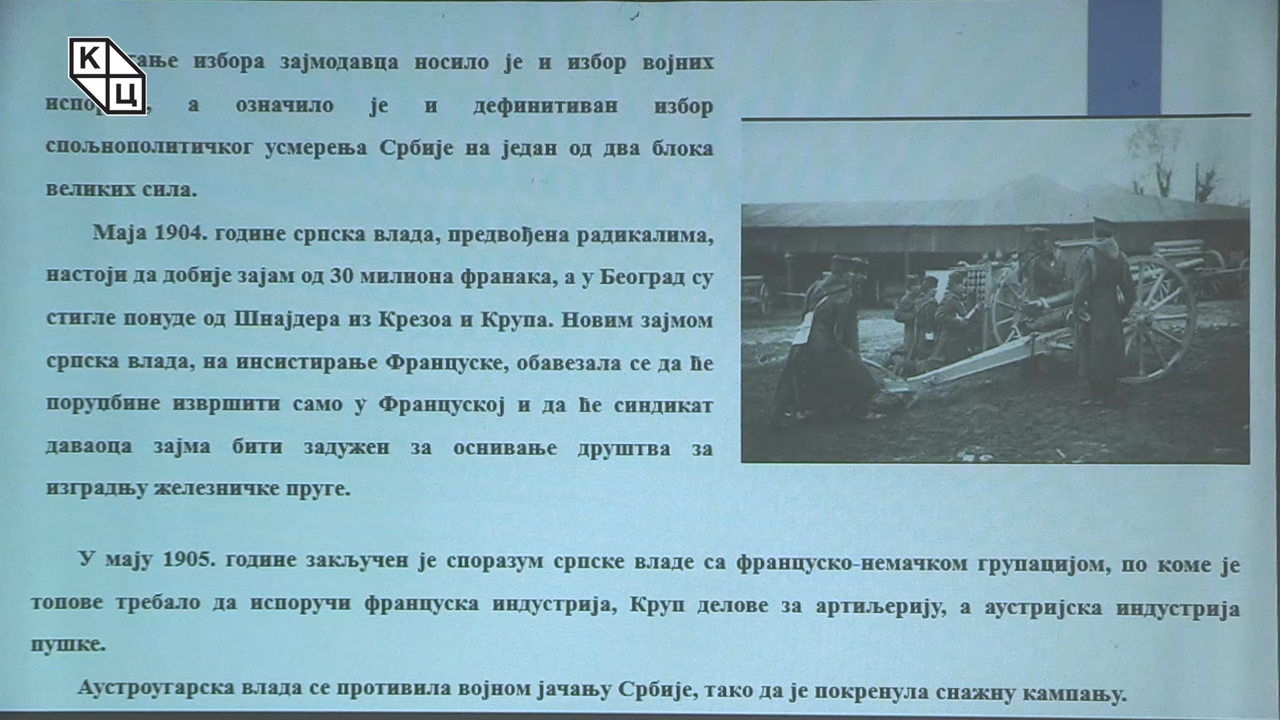 К
Ц
избора зајмодавца носило је и избор војних
а означило је и дефинитиван избор
спољнополитичког усмерења Србије на један од два блока
великих сила.
Маја 1904. године српска влада, предвођена радикалима,
настоји да добије зајам од 30 милиона франака, а у Београд су
стигле понуде од Шнајдера из Крезоа и Крупа. Новим зајмом
српска влада, на инсистирање Француске, обавезала се да ће
поруџбине извршити само у Француској и да ће синдикат
даваоца зајма бити задужен за оснивање друштва за
изградњу железничке пруге.
У мају 1905. године закључен је споразум српске владе са француско-немачком групацијом, по коме је
топове требало да испоручи француска индустрија, Круп делове за артиљерију, а аустријска индустрија
пушке.
Аустроугарска влада се противила војном јачању Србије, тако да је покренула снажну кампању.